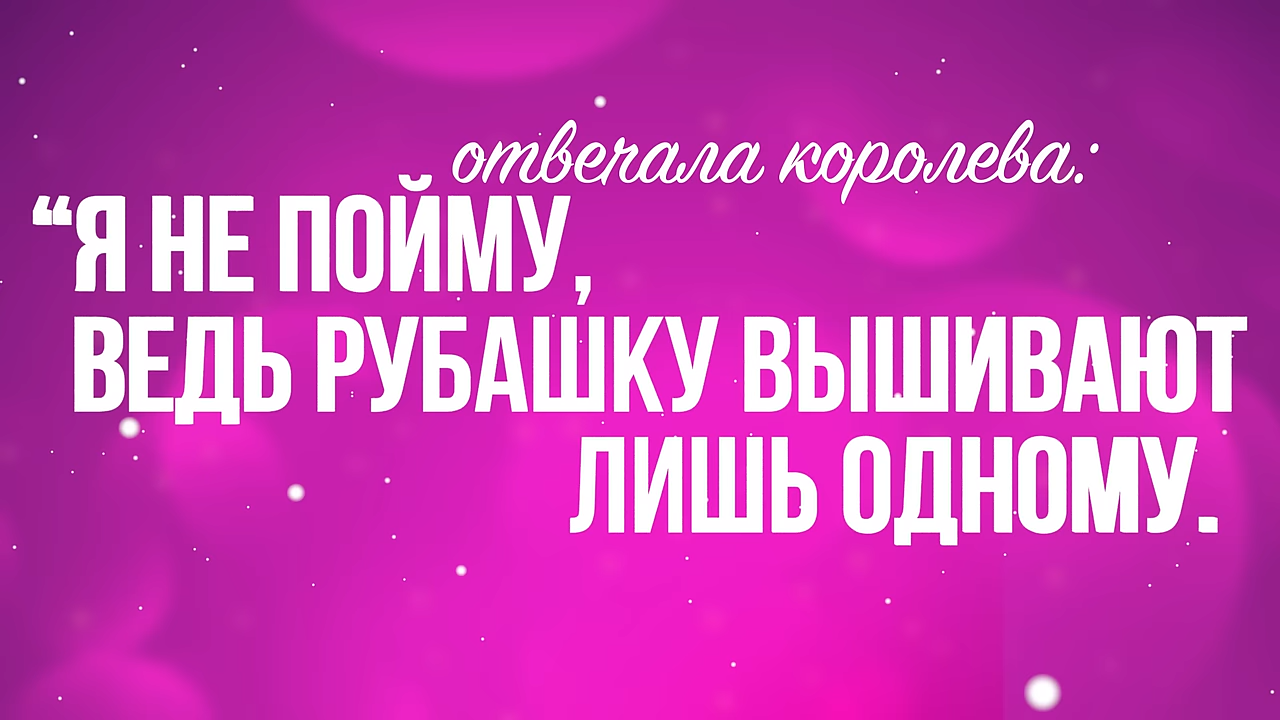 отвечала королева:
“Я НЕ ПОЙМУ,
ВЕДЬ РУБАШКУ ВЫШИВАЮТ
ЛИШЬ ОДНОМУ.